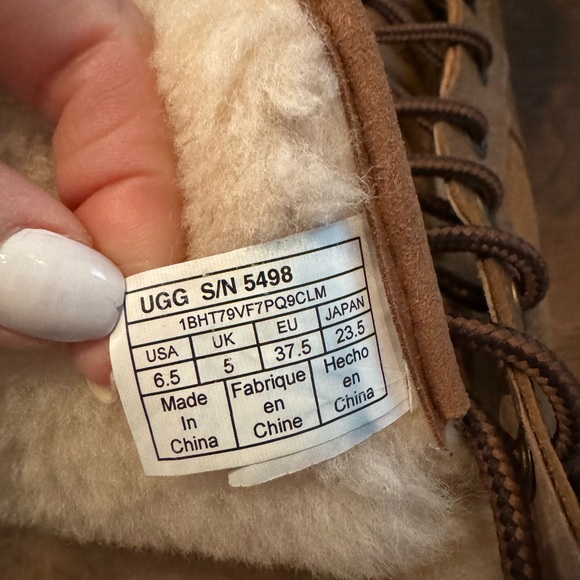 UGG S/N 5498
1BHT79VF7PQ9CLM
USA UK EU JAPAN
6.5 5 37.5 23.5
Made Fabrique Hecho
In en en
China Chine China